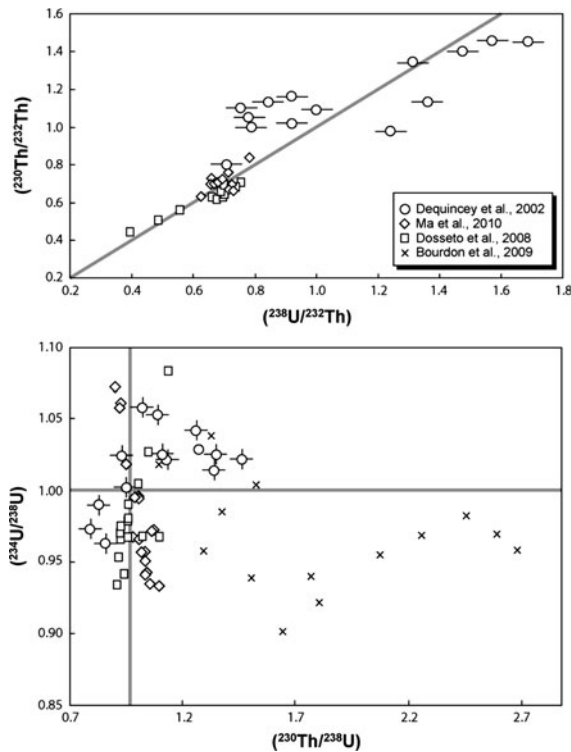 1.6
1.4
1.2
1.0
0.8
0.6
0.4
0.2
(²³⁰Th/²³²Th)
Dequincey et al., 2002
Ma et al., 2010
Dosseto et al., 2008
Bourdon et al., 2009
0.2 0.4 0.6 0.8 1.0 1.2 1.4 1.6 1.8
(²³⁸U/²³²Th)
1.10
1.05
1.00
0.95
0.90
0.85
(²³⁴U/²³⁸U)
0.7 1.2 1.7 2.2 2.7
(²³⁰Th/²³⁸U)